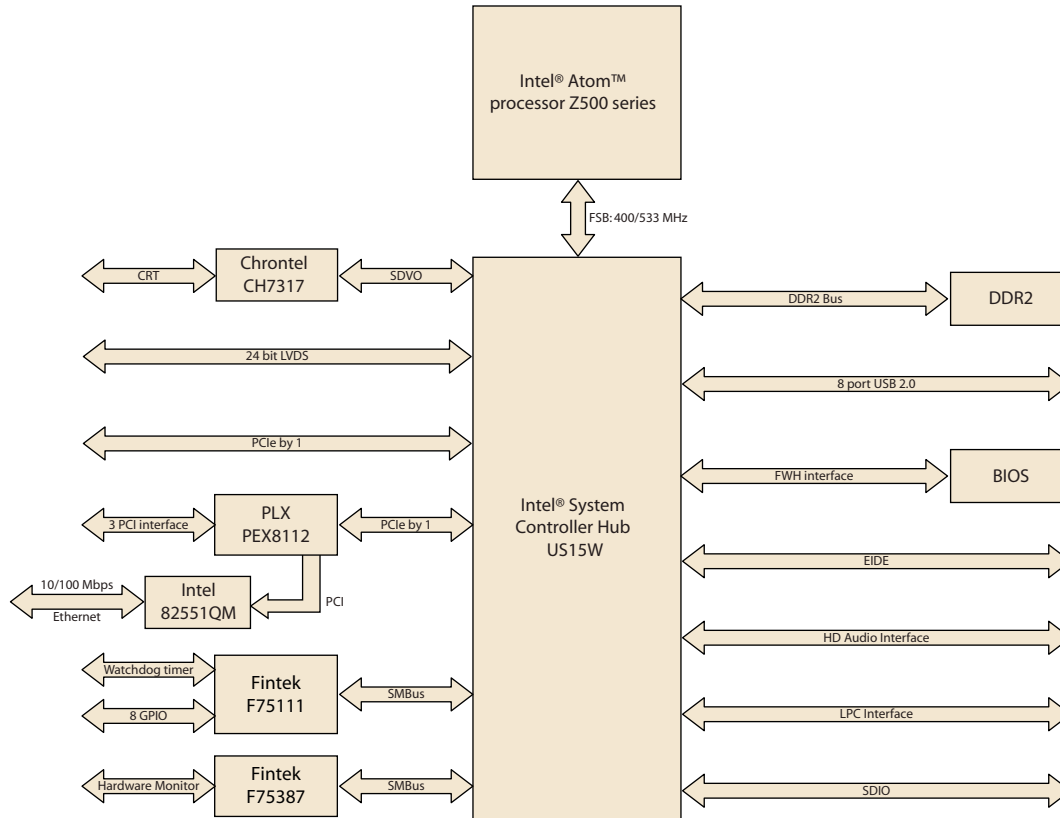 Intel® Atom™
processor Z500 series
FSB: 400/533 MHz
CRT
Chrontel
CH7317
SDVO
DDR2 Bus
DDR2
24 bit LVDS
8 port USB 2.0
PCIe by 1
FWH interface
BIOS
Intel® System
Controller Hub
US15W
3 PCI interface
PLX
PEX8112
PCIe by 1
EIDE
10/100 Mbps
Ethernet
Intel
82551QM
PCI
HD Audio Interface
Watchdog timer
8 GPIO
Fintek
F75111
SMBus
LPC Interface
Hardware Monitor
Fintek
F75387
SMBus
SDIO